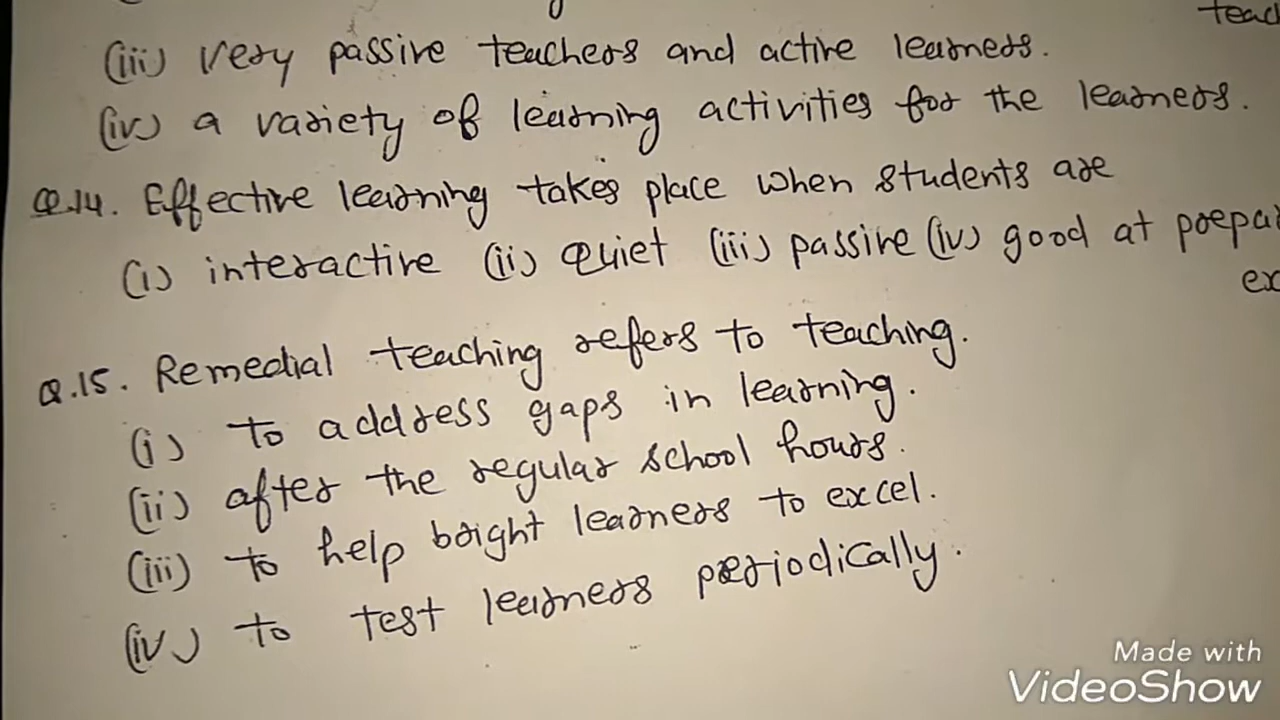 teac
(iii) very passive teachers and active learners.
(iv) a variety of learning activities for the learners.
Q.14. Effective learning takes place when students are
(i) interactive (ii) quiet (iii) passive (iv) good at prepai
ex
Q.15. Remedial teaching refers to teaching.
(i) to address gaps in learning.
(ii) after the regular school hours.
(iii) to help bright learners to excel.
(iv) to test learners periodically.
Made with
VideoShow